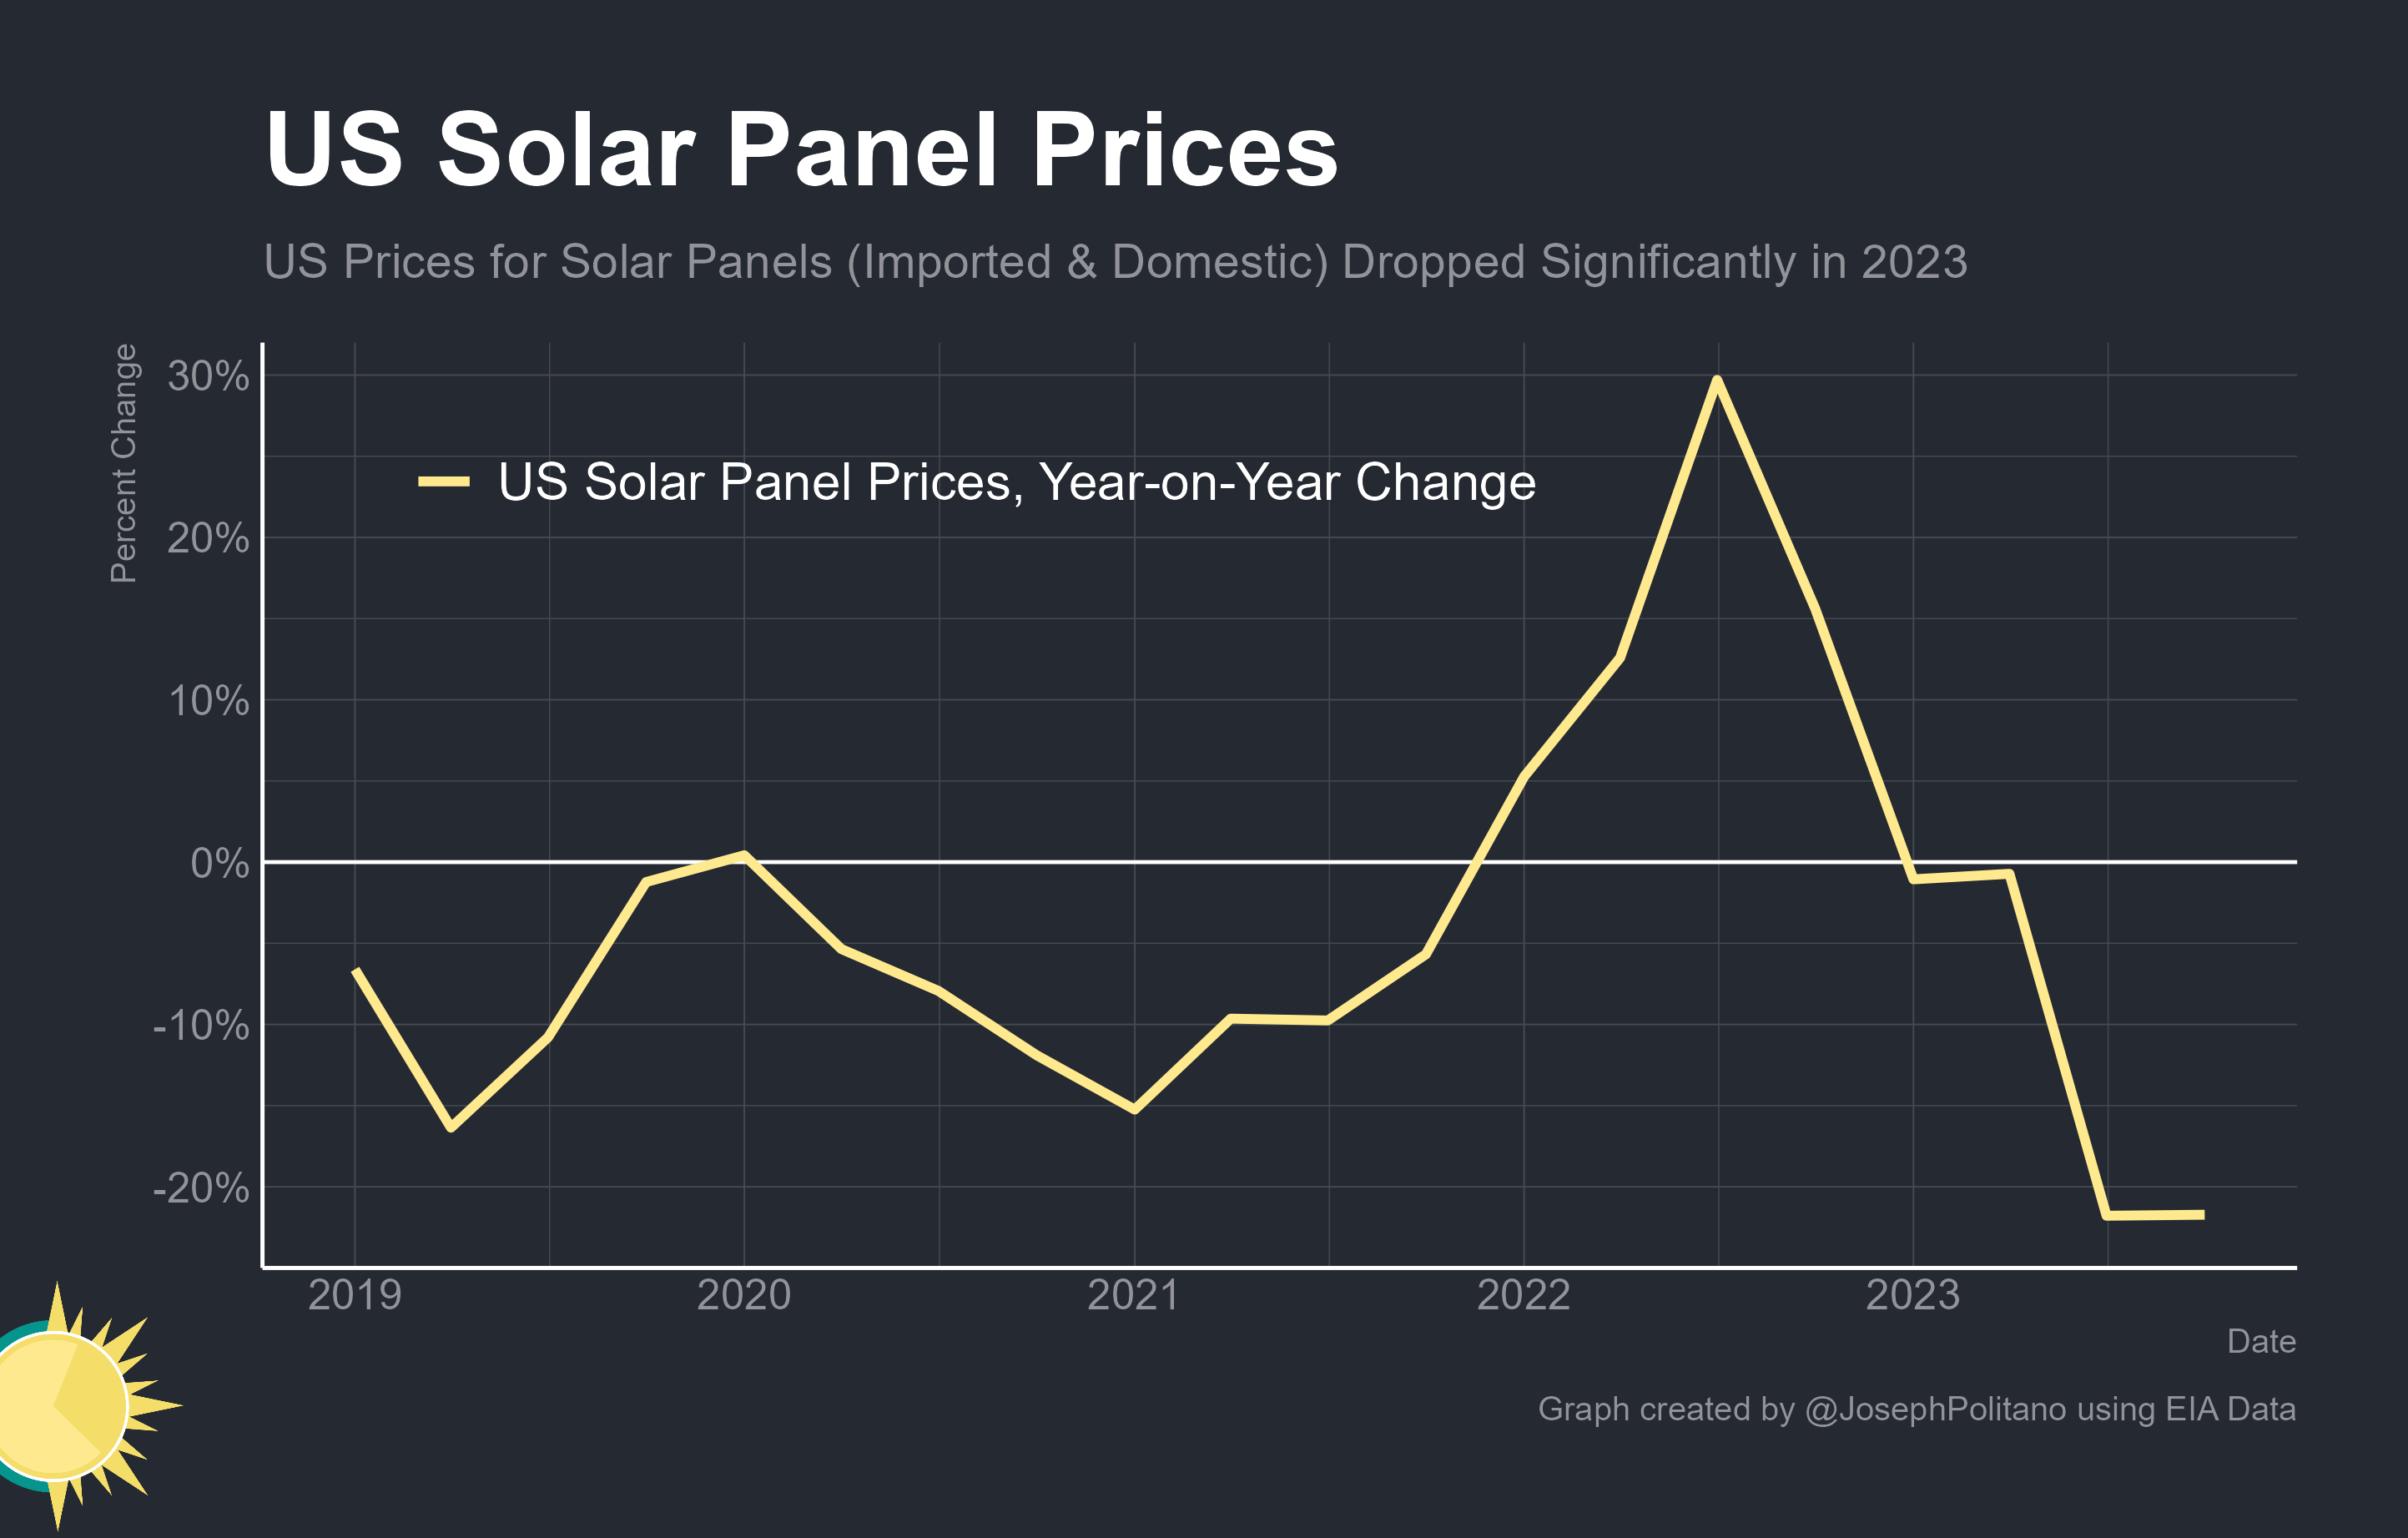 US Solar Panel Prices
US Prices for Solar Panels (Imported & Domestic) Dropped Significantly in 2023
Percent Change
30%
US Solar Panel Prices, Year-on-Year Change
20%
10%
0%
-10%
-20%
2019 2020 2021 2022 2023
Date
Graph created by @JosephPolitano using EIA Data